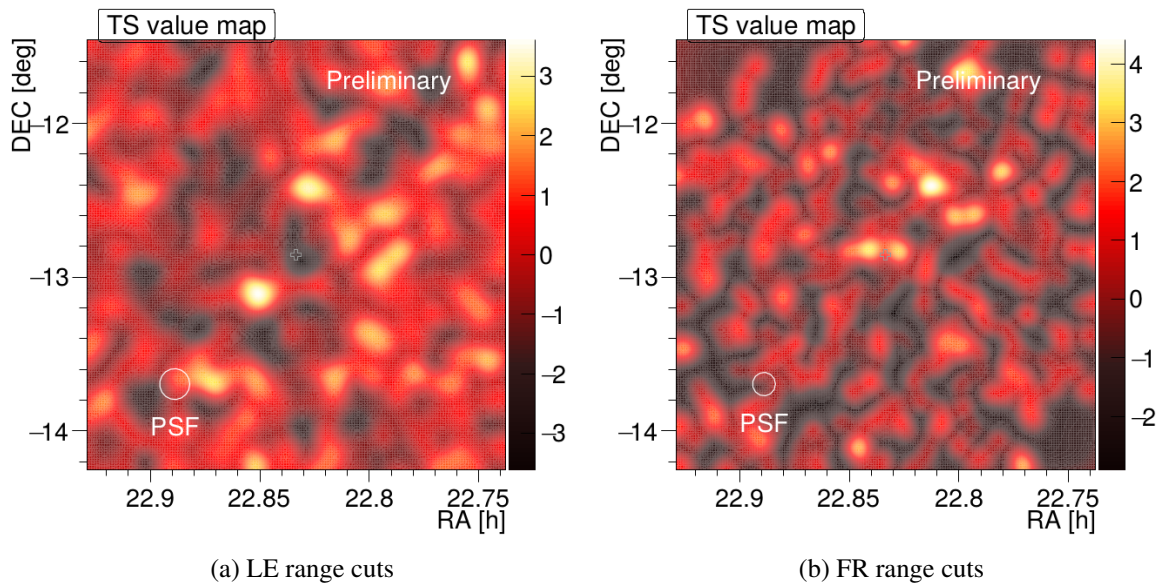 TS value map
DEC [deg]
Preliminary
PSF
−12
−13
−14
22.9
22.85
22.8
22.75
RA [h]
3
2
1
0
−1
−2
−3
(a) LE range cuts
TS value map
DEC [deg]
Preliminary
PSF
−12
−13
−14
22.9
22.85
22.8
22.75
RA [h]
4
3
2
1
0
−1
−2
(b) FR range cuts